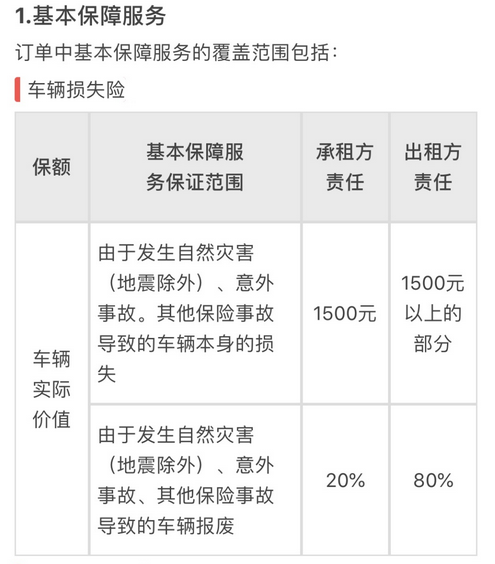 1.基本保障服务
订单中基本保障服务的覆盖范围包括：
车辆损失险
保额
基本保障服
务保证范围
承租方
责任
出租方
责任
车辆
实际
价值
由于发生自然灾害
（地震除外）、意外
事故。其他保险事故
导致的车辆本身的损
失
1500元
1500元
以上的
部分
由于发生自然灾害
（地震除外）、意外
事故、其他保险事故
导致的车辆报废
20%
80%